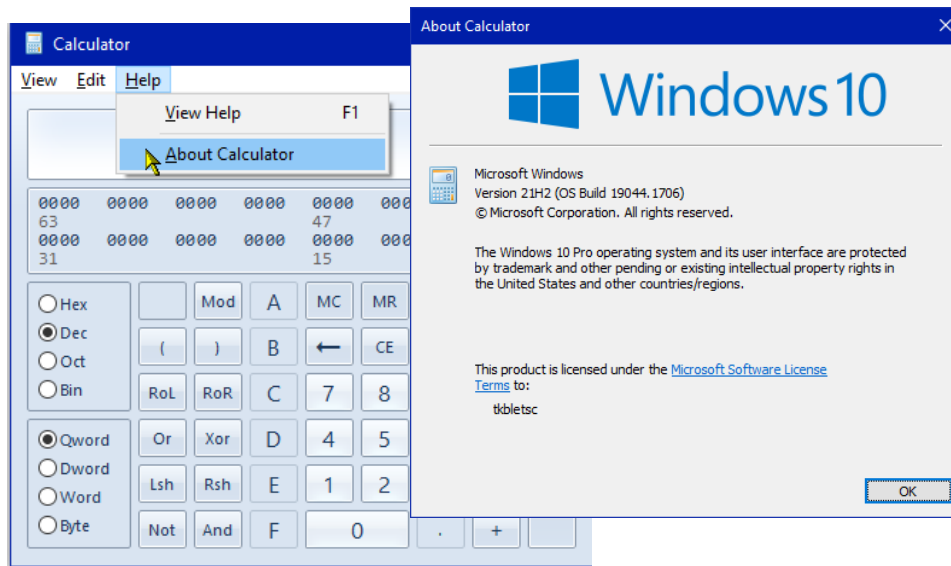 Calculator
View Edit Help
View Help F1
About Calculator
0000 0000 0000 0000 0000 000
63 47
0000 0000 0000 0000 0000 000
31 15
Hex Mod A MC MR
Dec
Oct ( ) B ← CE
Bin RoL RoR C 7 8
Qword Or Xor D 4 5
Dword
Word Lsh Rsh E 1 2
Byte Not And F 0 . +
About Calculator
Windows 10
Microsoft Windows
Version 21H2 (OS Build 19044.1706)
© Microsoft Corporation. All rights reserved.
The Windows 10 Pro operating system and its user interface are protected
by trademark and other pending or existing intellectual property rights in
the United States and other countries/regions.
This product is licensed under the Microsoft Software License
Terms to:
tkbletsc
OK